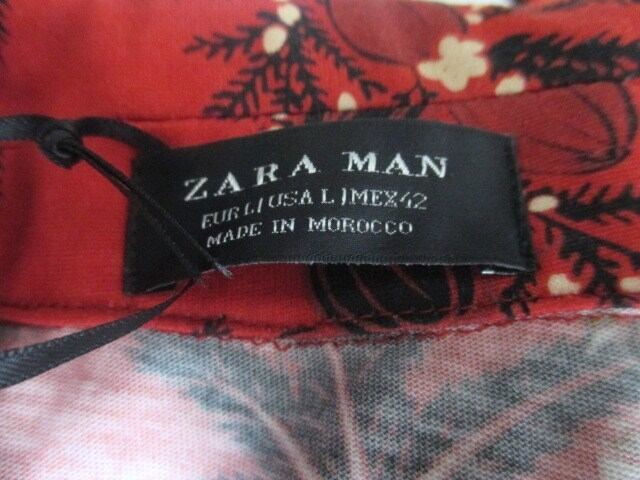 ZARA MAN
EUR L | USA L | MEX 42
MADE IN MOROCCO